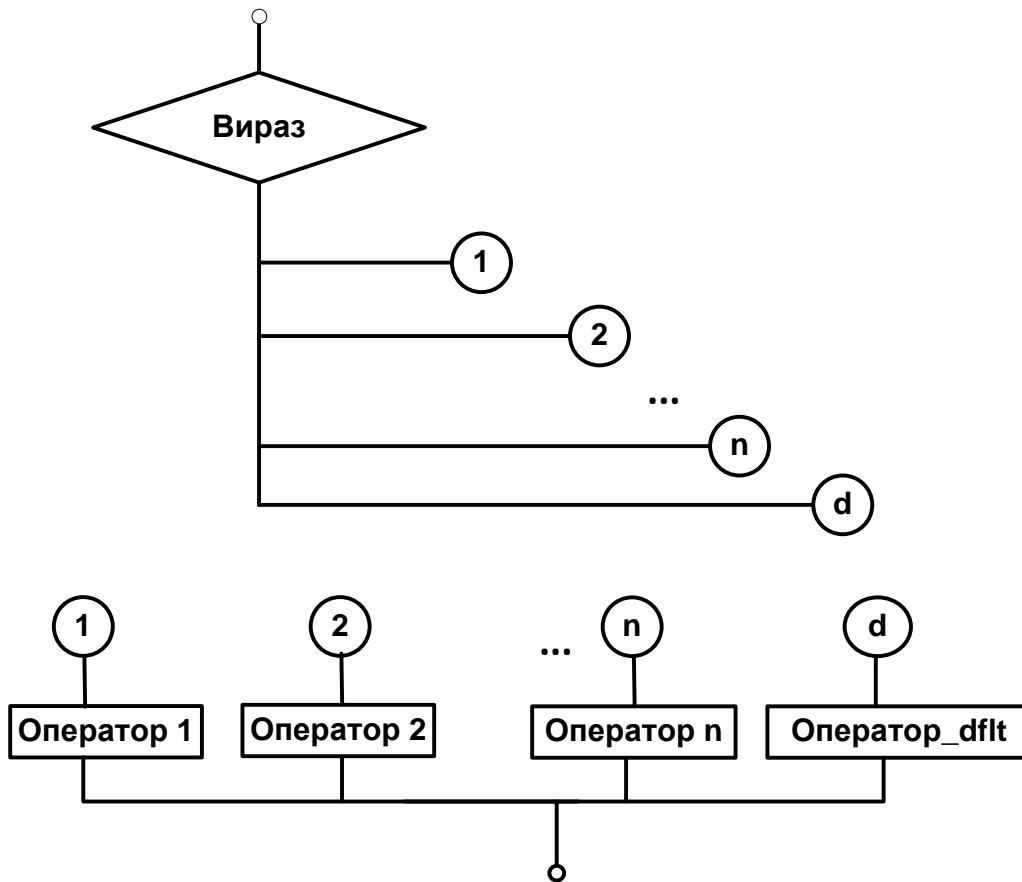 Вираз
1
2
...
n
d
1 2 ... n d
Оператор 1 Оператор 2 Оператор n Оператор_dflt